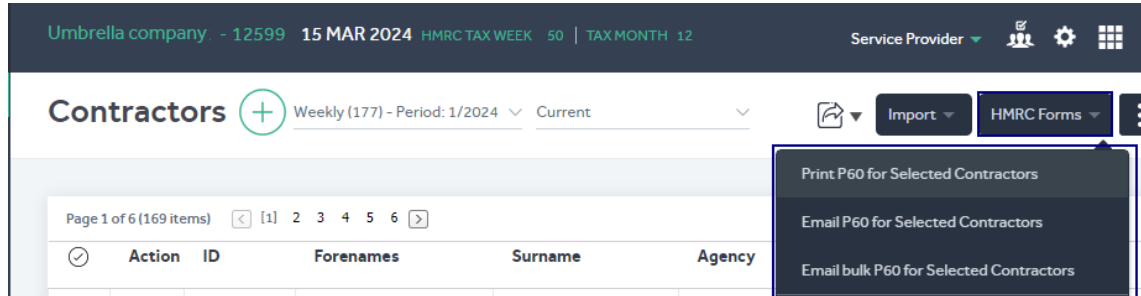 Umbrella company. - 12599 15 MAR 2024 HMRC TAX WEEK 50 | TAX MONTH 12 Service Provider
Contractors Weekly (177) - Period: 1/2024 Current Import HMRC Forms
Print P60 for Selected Contractors
Page 1 of 6 (169 items) [1] 2 3 4 5 6
Email P60 for Selected Contractors
Action ID Forenames Surname Agency
Email bulk P60 for Selected Contractors